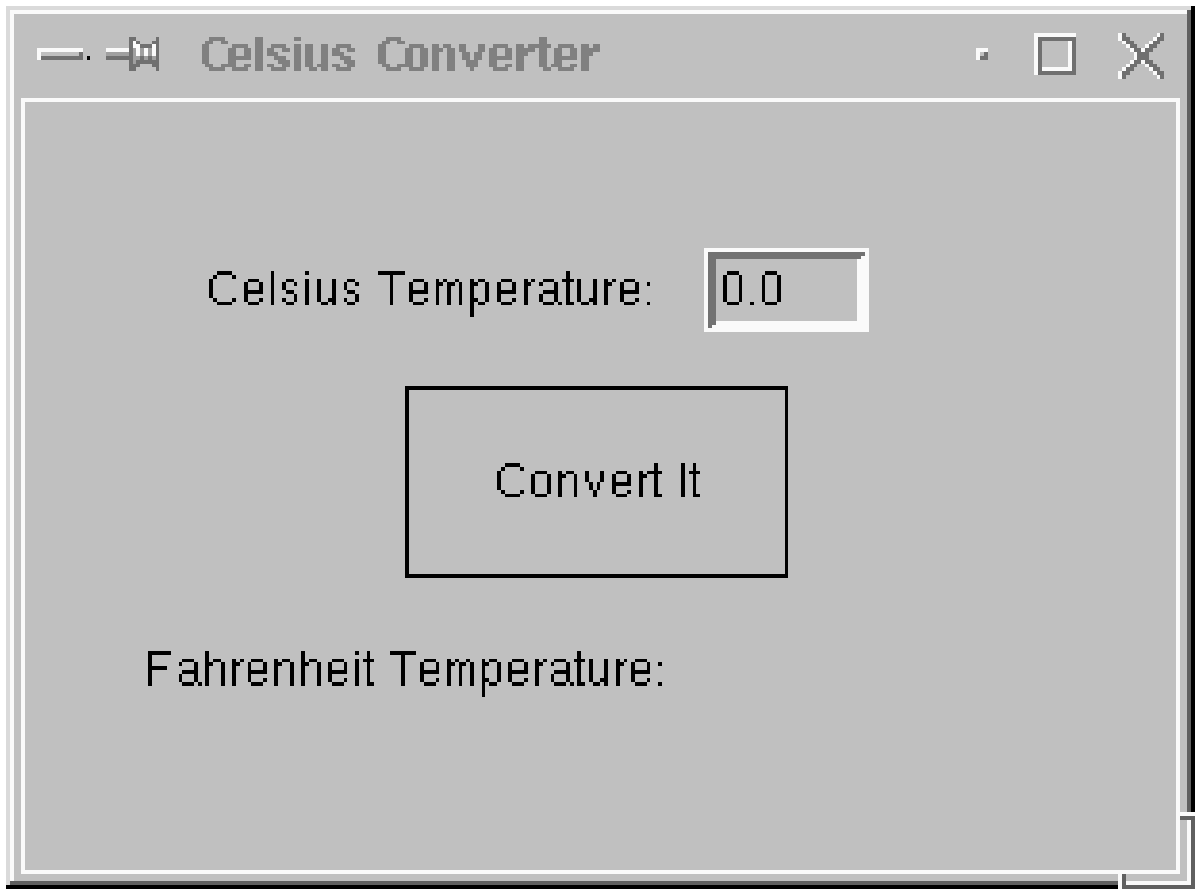 Celsius Converter
Celsius Temperature: 0.0
Convert It
Fahrenheit Temperature: